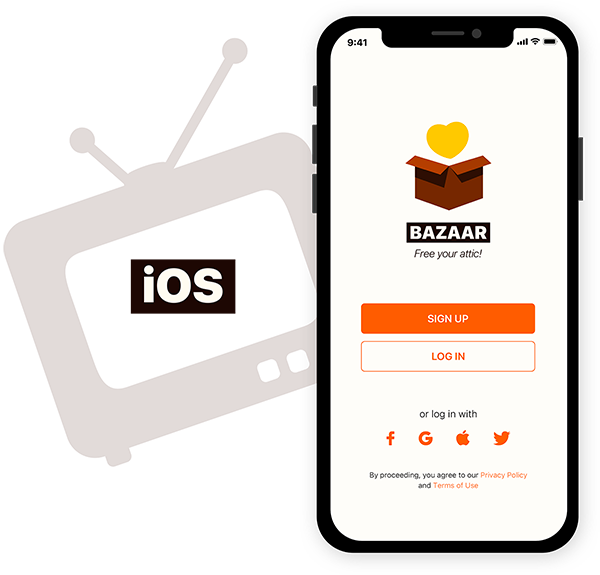 iOS
9:41
BAZAAR
Free your attic!
SIGN UP
LOG IN
or log in with
By proceeding, you agree to our Privacy Policy
and Terms of Use